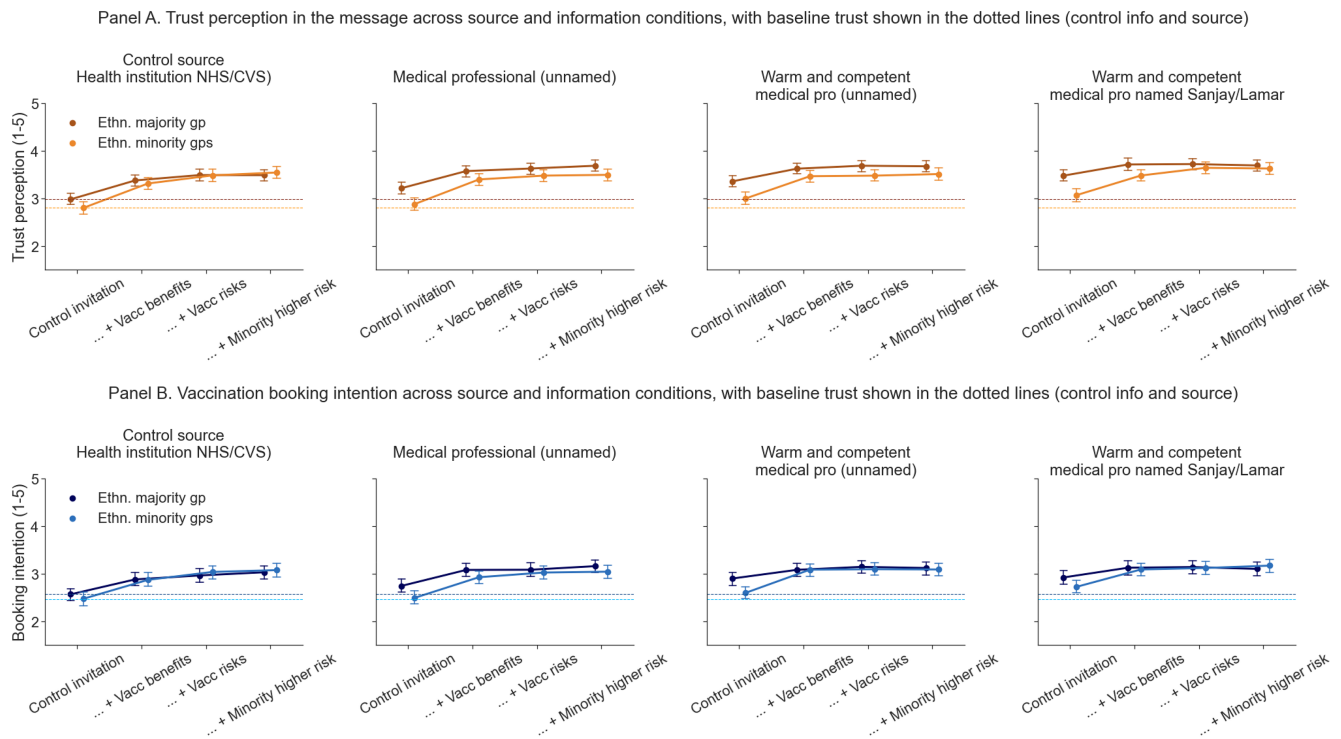 Panel A. Trust perception in the message across source and information conditions, with baseline trust shown in the dotted lines (control info and source)
Control source
Health institution NHS/CVS)
Medical professional (unnamed)
Warm and competent
medical pro (unnamed)
Warm and competent
medical pro named Sanjay/Lamar
Trust perception (1-5)
5
4
3
2
Ethn. majority gp
Ethn. minority gps
Control invitation
... + Vacc benefits
... + Vacc risks
... + Minority higher risk
Control invitation
... + Vacc benefits
... + Vacc risks
... + Minority higher risk
Control invitation
... + Vacc benefits
... + Vacc risks
... + Minority higher risk
Control invitation
... + Vacc benefits
... + Vacc risks
... + Minority higher risk
Panel B. Vaccination booking intention across source and information conditions, with baseline trust shown in the dotted lines (control info and source)
Control source
Health institution NHS/CVS)
Medical professional (unnamed)
Warm and competent
medical pro (unnamed)
Warm and competent
medical pro named Sanjay/Lamar
Booking intention (1-5)
5
4
3
2
Ethn. majority gp
Ethn. minority gps
Control invitation
... + Vacc benefits
... + Vacc risks
... + Minority higher risk
Control invitation
... + Vacc benefits
... + Vacc risks
... + Minority higher risk
Control invitation
... + Vacc benefits
... + Vacc risks
... + Minority higher risk
Control invitation
... + Vacc benefits
... + Vacc risks
... + Minority higher risk